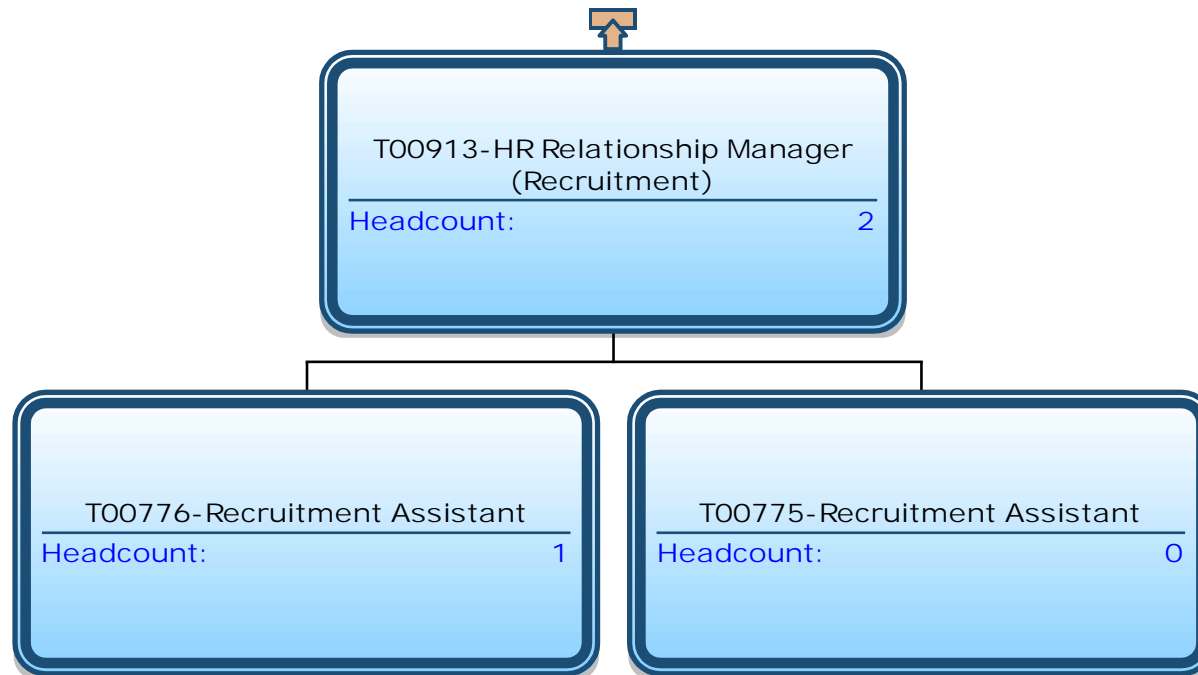 T00913-HR Relationship Manager
(Recruitment)
Headcount: 2
T00776-Recruitment Assistant
Headcount: 1
T00775-Recruitment Assistant
Headcount: 0